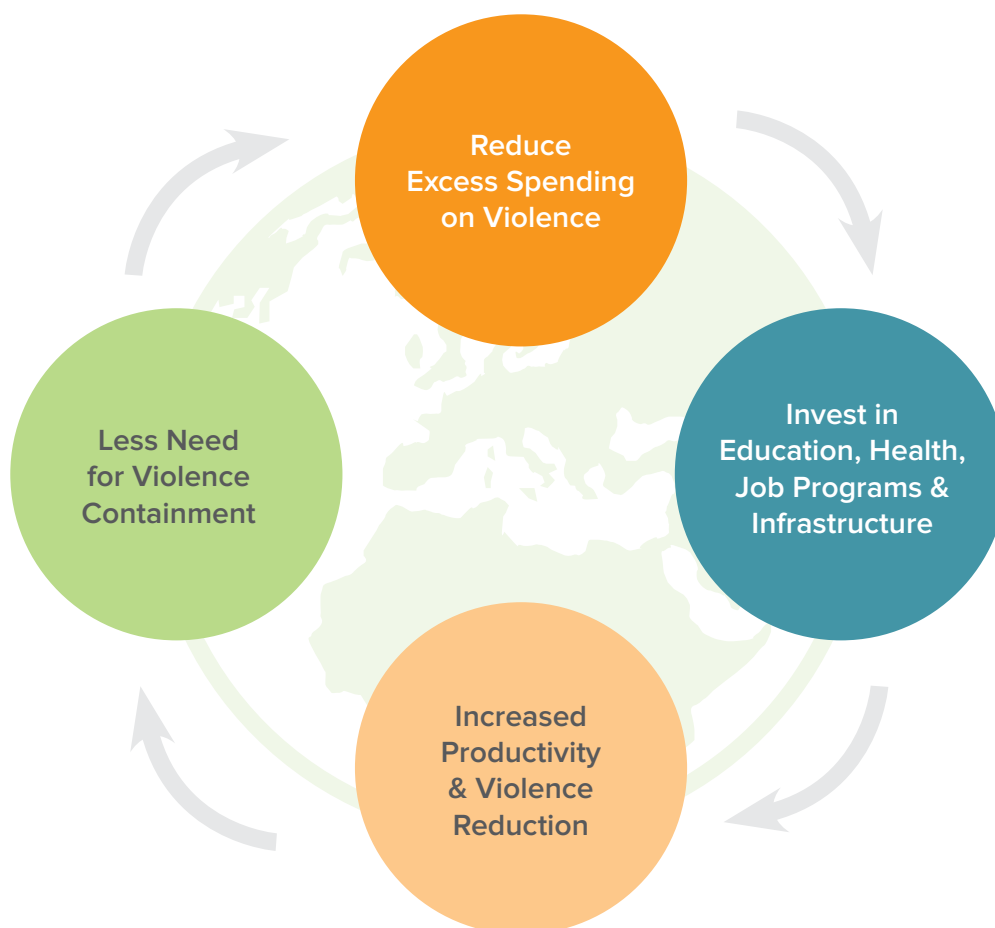 Reduce
Excess Spending
on Violence
Invest in
Education, Health,
Job Programs &
Infrastructure
Increased
Productivity
& Violence
Reduction
Less Need
for Violence
Containment